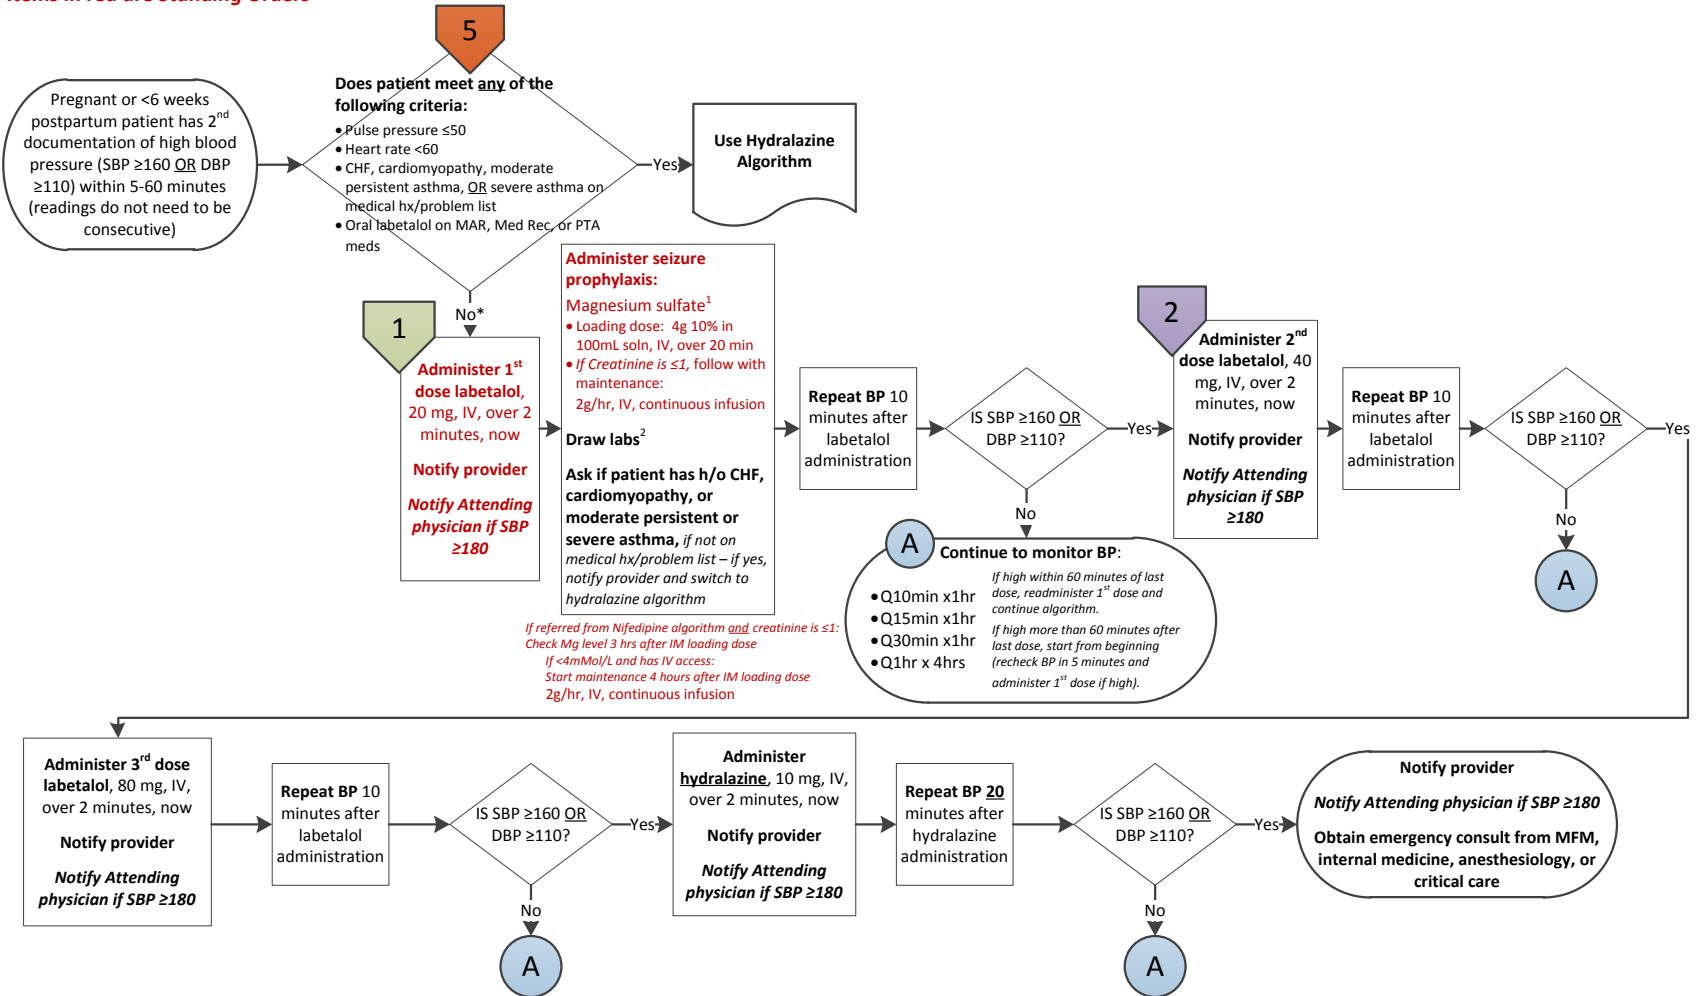 Items in red are Standing Orders
5
Pregnant or <6 weeks
postpartum patient has 2nd
documentation of high blood
pressure (SBP ≥160 OR DBP
≥110) within 5-60 minutes
(readings do not need to be
consecutive)
Does patient meet any of the
following criteria:
• Pulse pressure ≤50
• Heart rate <60
• CHF, cardiomyopathy, moderate
persistent asthma, OR severe asthma on
medical hx/problem list
• Oral labetalol on MAR, Med Rec, or PTA
meds
Yes
Use Hydralazine
Algorithm
No*
1
Administer 1st
dose labetalol,
20 mg, IV, over 2
minutes, now
Notify provider
Notify Attending
physician if SBP
≥180
Administer seizure
prophylaxis:
Magnesium sulfate1
• Loading dose: 4g 10% in
100mL soln, IV, over 20 min
• If Creatinine is ≤1, follow with
maintenance:
2g/hr, IV, continuous infusion
Draw labs2
Ask if patient has h/o CHF,
cardiomyopathy, or
moderate persistent or
severe asthma, if not on
medical hx/problem list – if yes,
notify provider and switch to
hydralazine algorithm
If referred from Nifedipine algorithm and creatinine is ≤1:
Check Mg level 3 hrs after IM loading dose
If <4mMol/L and has IV access:
Start maintenance 4 hours after IM loading dose
2g/hr, IV, continuous infusion
Repeat BP 10
minutes after
labetalol
administration
IS SBP ≥160 OR
DBP ≥110?
Yes
No
A
Continue to monitor BP:
• Q10min x1hr
• Q15min x1hr
• Q30min x1hr
• Q1hr x 4hrs
If high within 60 minutes of last
dose, readminister 1st dose and
continue algorithm.
If high more than 60 minutes after
last dose, start from beginning
(recheck BP in 5 minutes and
administer 1st dose if high).
2
Administer 2nd
dose labetalol, 40
mg, IV, over 2
minutes, now
Notify provider
Notify Attending
physician if SBP
≥180
Repeat BP 10
minutes after
labetalol
administration
IS SBP ≥160 OR
DBP ≥110?
Yes
No
A
Administer 3rd dose
labetalol, 80 mg, IV,
over 2 minutes, now
Notify provider
Notify Attending
physician if SBP ≥180
Repeat BP 10
minutes after
labetalol
administration
IS SBP ≥160 OR
DBP ≥110?
Yes
No
A
Administer
hydralazine, 10 mg, IV,
over 2 minutes, now
Notify provider
Notify Attending
physician if SBP ≥180
Repeat BP 20
minutes after
hydralazine
administration
IS SBP ≥160 OR
DBP ≥110?
Yes
No
A
Notify provider
Notify Attending physician if SBP ≥180
Obtain emergency consult from MFM,
internal medicine, anesthesiology, or
critical care